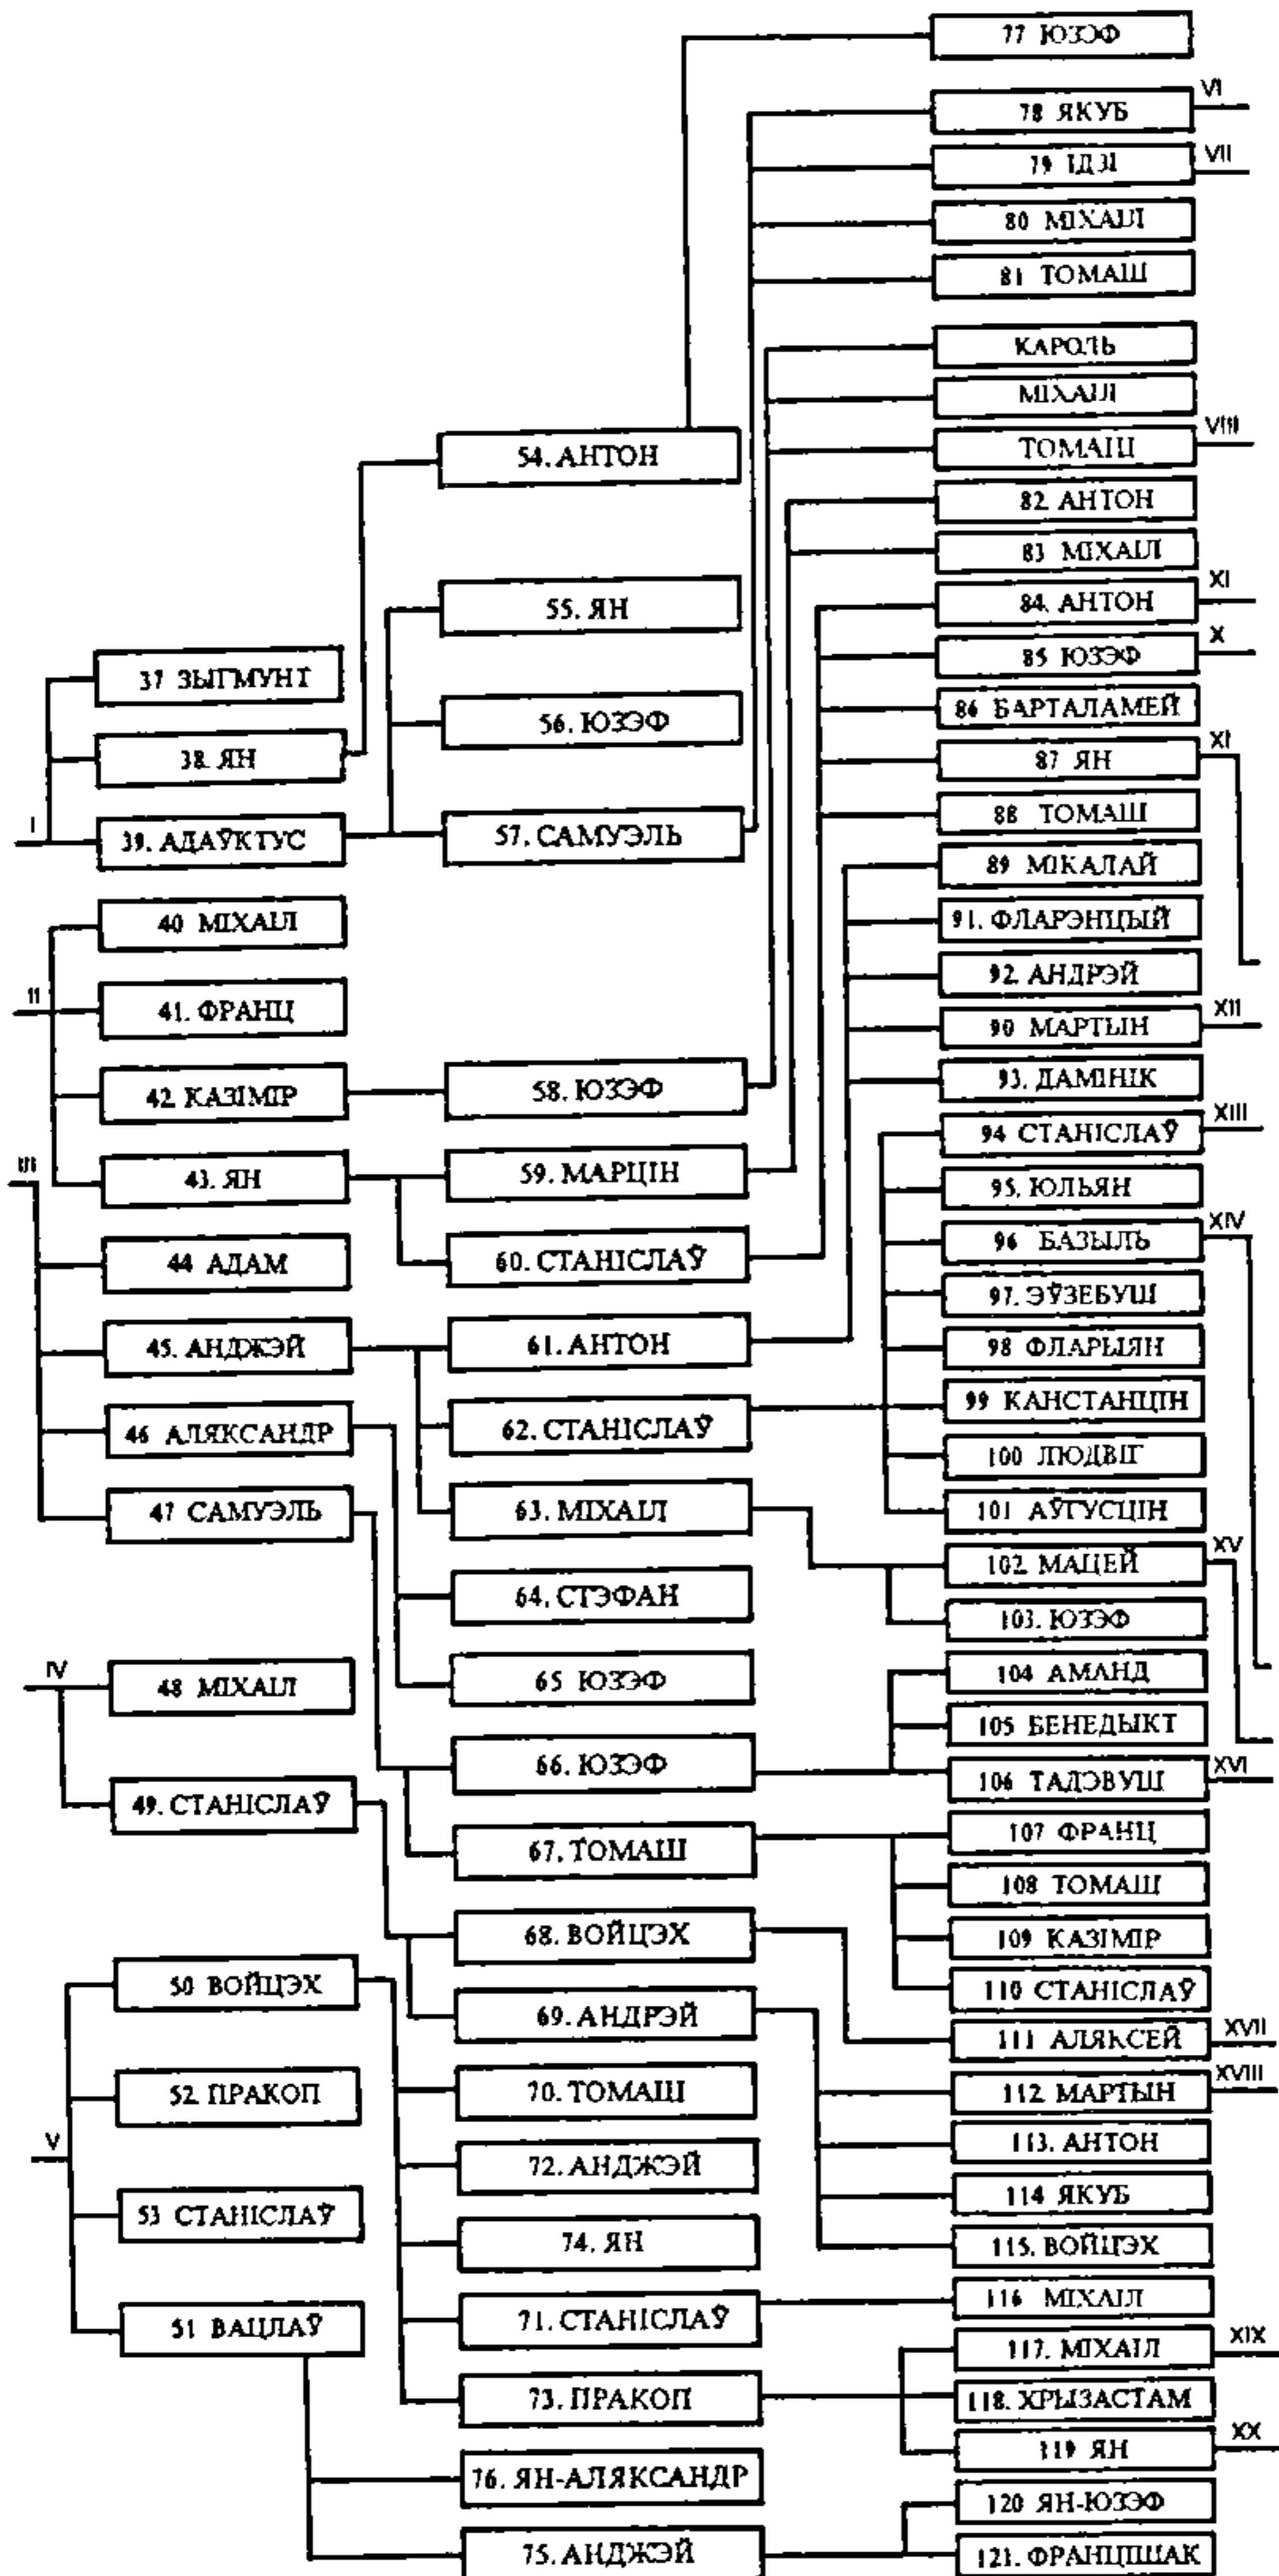 77 ЮЗЭФ
VI
78 ЯКУБ
VII
79 ІДЗІ
80 МІХАІЛ
81 ТОМАШ
КАРОЛЬ
МІХАІЛ
VIII
ТОМАШ
54. АНТОН
82. АНТОН
83 МІХАІЛ
XI
84. АНТОН
55. ЯН
X
85 ЮЗЭФ
37 ЗЫГМУНТ
86 БАРТАЛАМЕЙ
56. ЮЗЭФ
XI
87 ЯН
38. ЯН
88 ТОМАШ
I
39. АДАЎКТУС
57. САМУЭЛЬ
89 МІКАЛАЙ
40 МІХАІЛ
91. ФЛАРЭНЦЫЙ
92. АНДРЭЙ
II
41. ФРАНЦ
XII
90 МАРТЫН
93. ДАМІНІК
42. КАЗІМІР
58. ЮЗЭФ
XIII
94 СТАНІСЛАЎ
III
43. ЯН
59. МАРЦІН
95. ЮЛЬЯН
XIV
96 БАЗЫЛЬ
44 АДАМ
60. СТАНІСЛАЎ
97. ЭЎЗЕБУШ
45. АНДЖЭЙ
61. АНТОН
98 ФЛАРЫЯН
99 КАНСТАНЦІН
46 АЛЯКСАНДР
62. СТАНІСЛАЎ
100 ЛЮДВІГ
47 САМУЭЛЬ
63. МІХАІЛ
101 АЎГУСЦІН
XV
102. МАЦЕЙ
64. СТЭФАН
103. ЮЗЭФ
IV
48 МІХАІЛ
65 ЮЗЭФ
104 АМАНД
105 БЕНЕДЫКТ
66. ЮЗЭФ
XVI
106 ТАДЭВУШ
49. СТАНІСЛАЎ
107 ФРАНЦ
67. ТОМАШ
108 ТОМАШ
68. ВОЙЦЭХ
109 КАЗІМІР
50 ВОЙЦЭХ
110 СТАНІСЛАЎ
69. АНДРЭЙ
XVII
111 АЛЯКСЕЙ
52. ПРАКОП
70. ТОМАШ
XVIII
112. МАРТЫН
V
113. АНТОН
72. АНДЖЭЙ
114 ЯКУБ
53 СТАНІСЛАЎ
74. ЯН
115. ВОЙЦЭХ
116 МІХАІЛ
51 ВАЦЛАЎ
71. СТАНІСЛАЎ
XIX
117. МІХАІЛ
73. ПРАКОП
118. ХРЫЗАСТАМ
XX
119 ЯН
76. ЯН-АЛЯКСАНДР
120 ЯН-ЮЗЭФ
75. АНДЖЭЙ
121. ФРАНЦІШАК